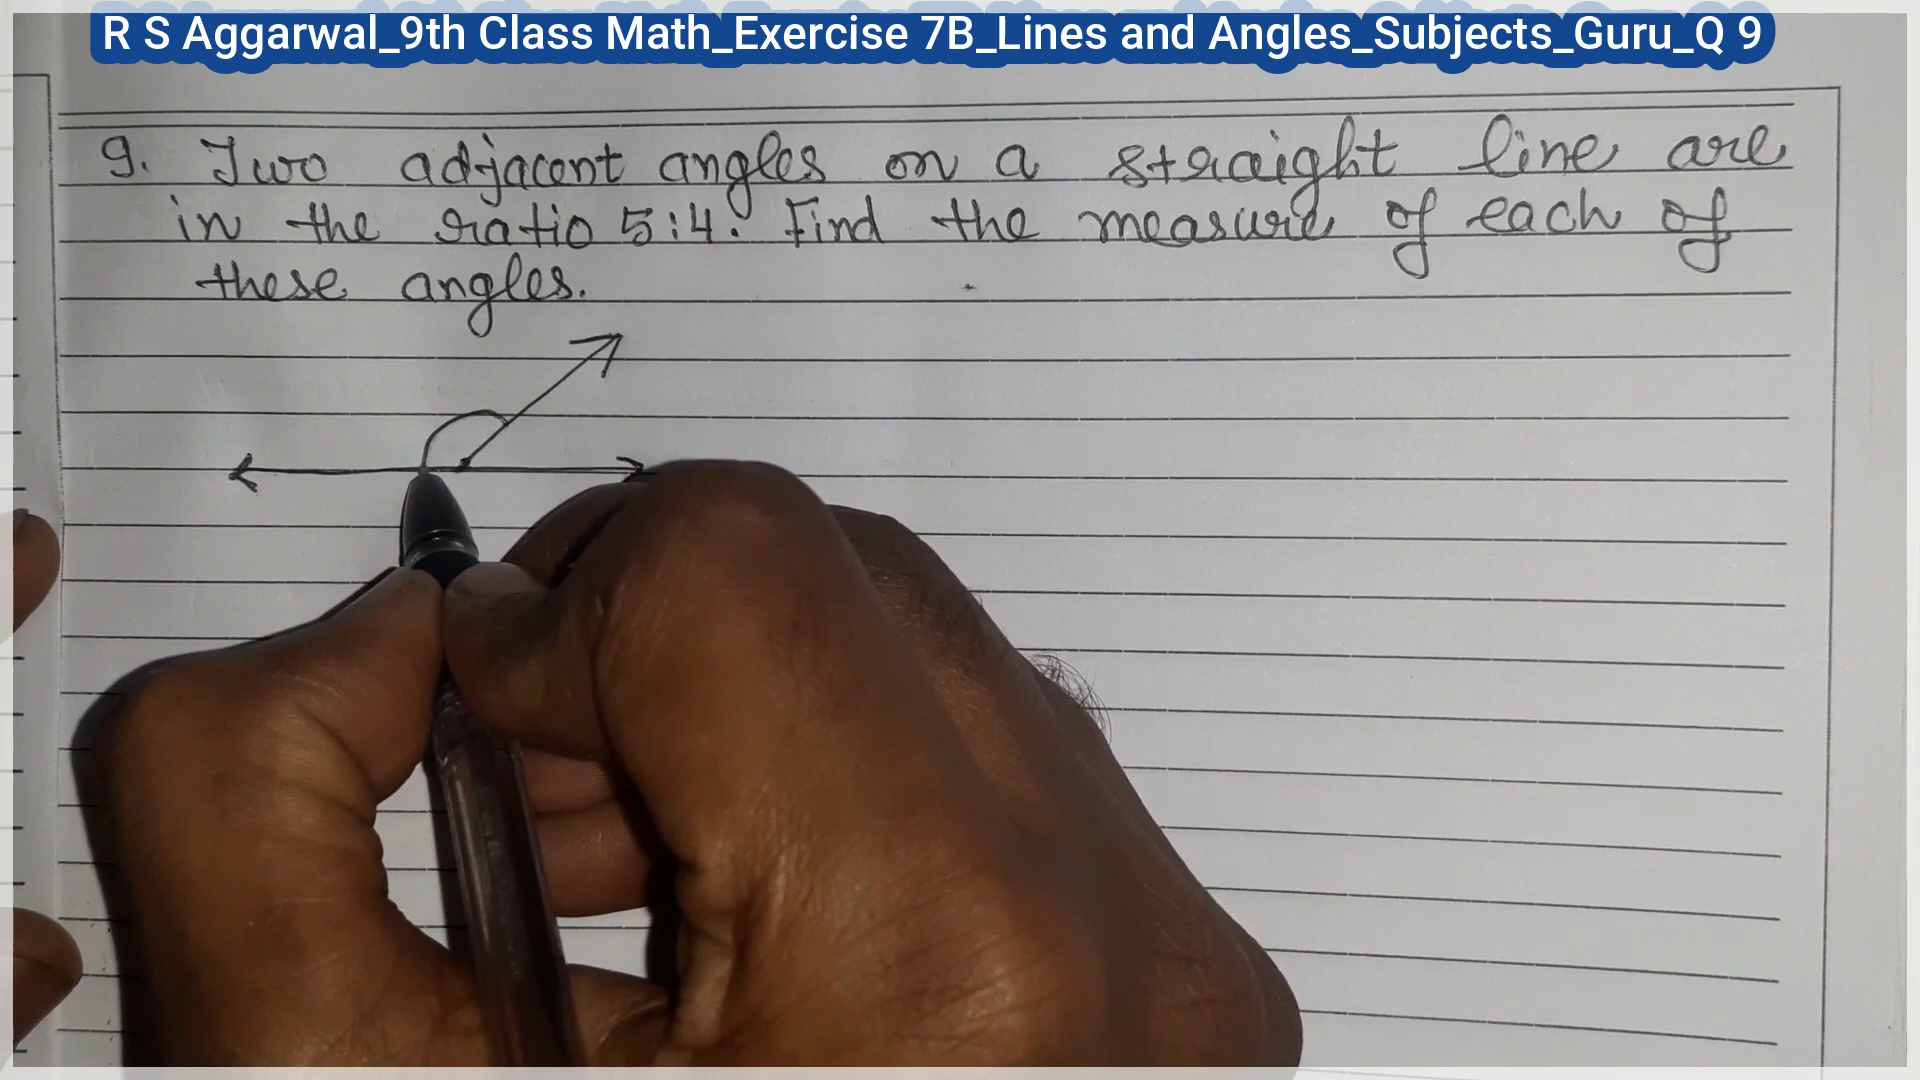 R S Aggarwal_9th Class Math_Exercise 7B_Lines and Angles_Subjects_Guru_Q 9
9. Two adjacent angles on a straight line are
in the ratio 5:4. Find the measure of each of
these angles.